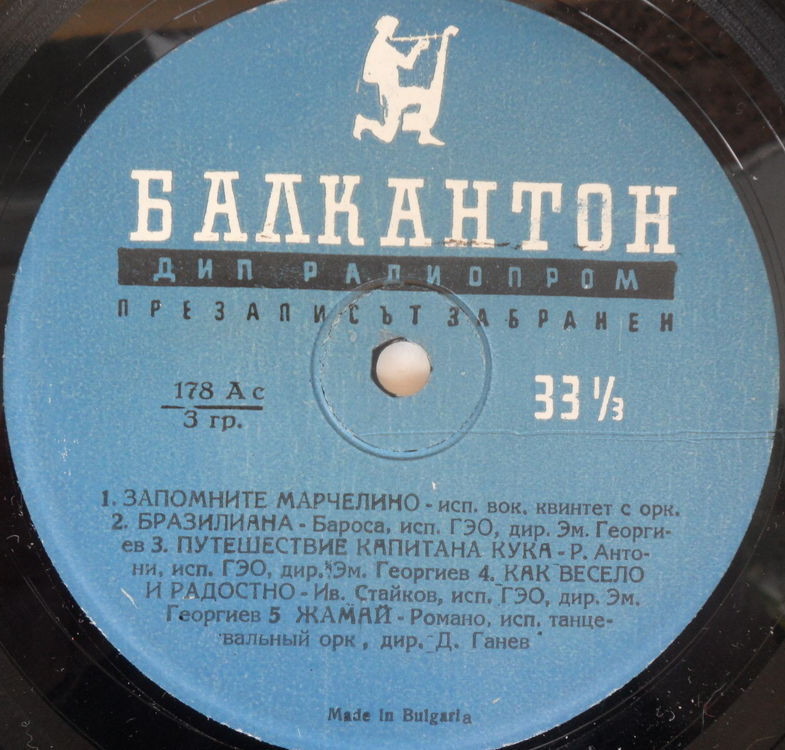 БАЛКАНТОН
ДИП РАДИОПРОМ
ПРЕЗАПИСЪТ ЗАБРАНЕН
178 А с
3 гр.
33 1/3
1. ЗАПОМНИТЕ МАРЧЕЛИНО - исп. вок. квинтет с орк.
2. БРАЗИЛИАНА - Бароса, исп. ГЭО, дир. Эм. Георги-
ев 3. ПУТЕШЕСТВИЕ КАПИТАНА КУКА - Р. Анто-
ни, исп. ГЭО, дир. Эм. Георгиев 4. КАК ВЕСЕЛО
И РАДОСТНО - Ив. Стайков, исп. ГЭО, дир. Эм.
Георгиев 5 ЖАМАЙ - Романо, исп. танце-
вальный орк, дир. Д. Ганев
Made in Bulgaria